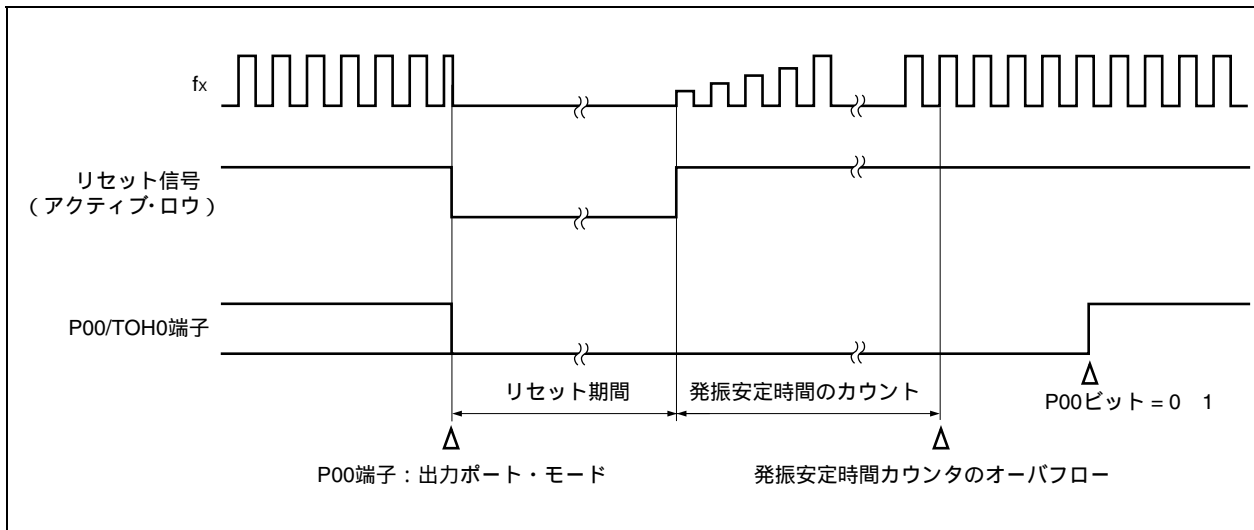 fx
リセット信号
(アクティブ・ロウ)
P00/TOH0端子
リセット期間
発振安定時間のカウント
P00ビット = 0 1
P00端子：出力ポート・モード
発振安定時間カウンタのオーバフロー